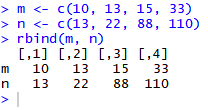 > m <- c(10, 13, 15, 33)
> n <- c(13, 22, 88, 110)
> rbind(m, n)
  [,1] [,2] [,3] [,4]
m   10   13   15   33
n   13   22   88  110
>